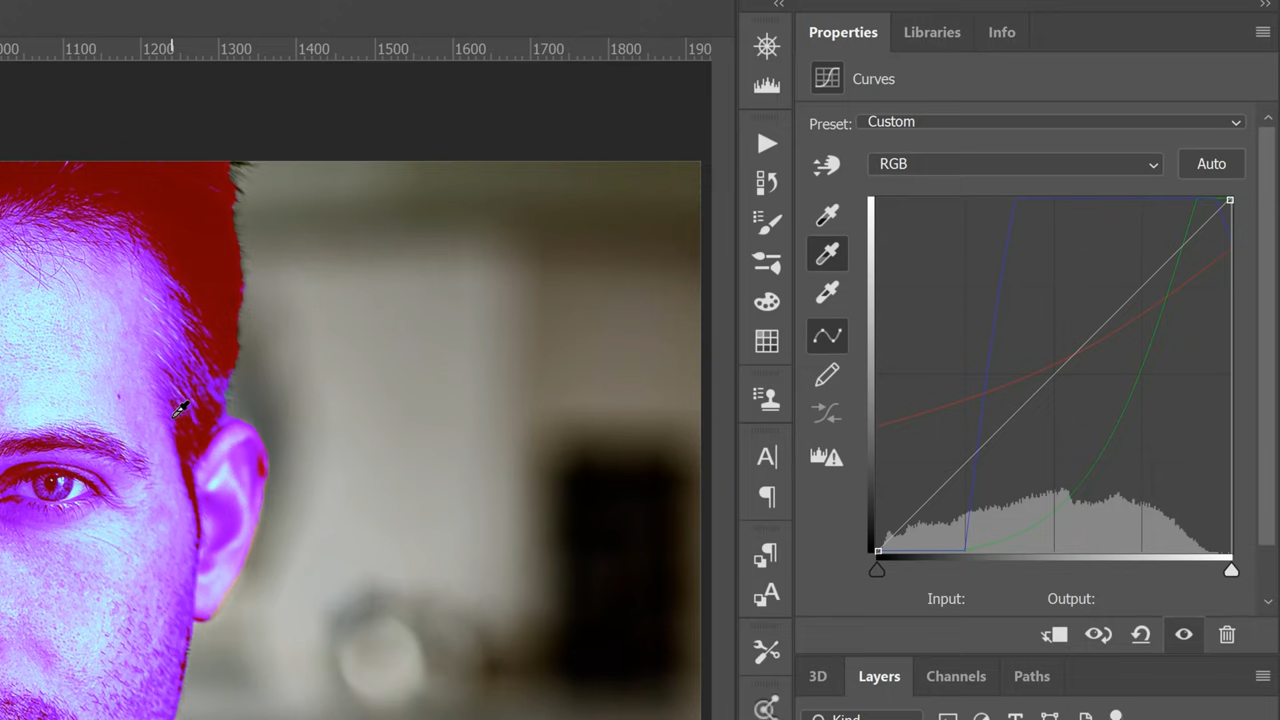 1100 1200 1300 1400 1500 1600 1700 1800 190
Properties Libraries Info
Curves
Preset: Custom
RGB Auto
Input: Output:
3D Layers Channels Paths
Kind